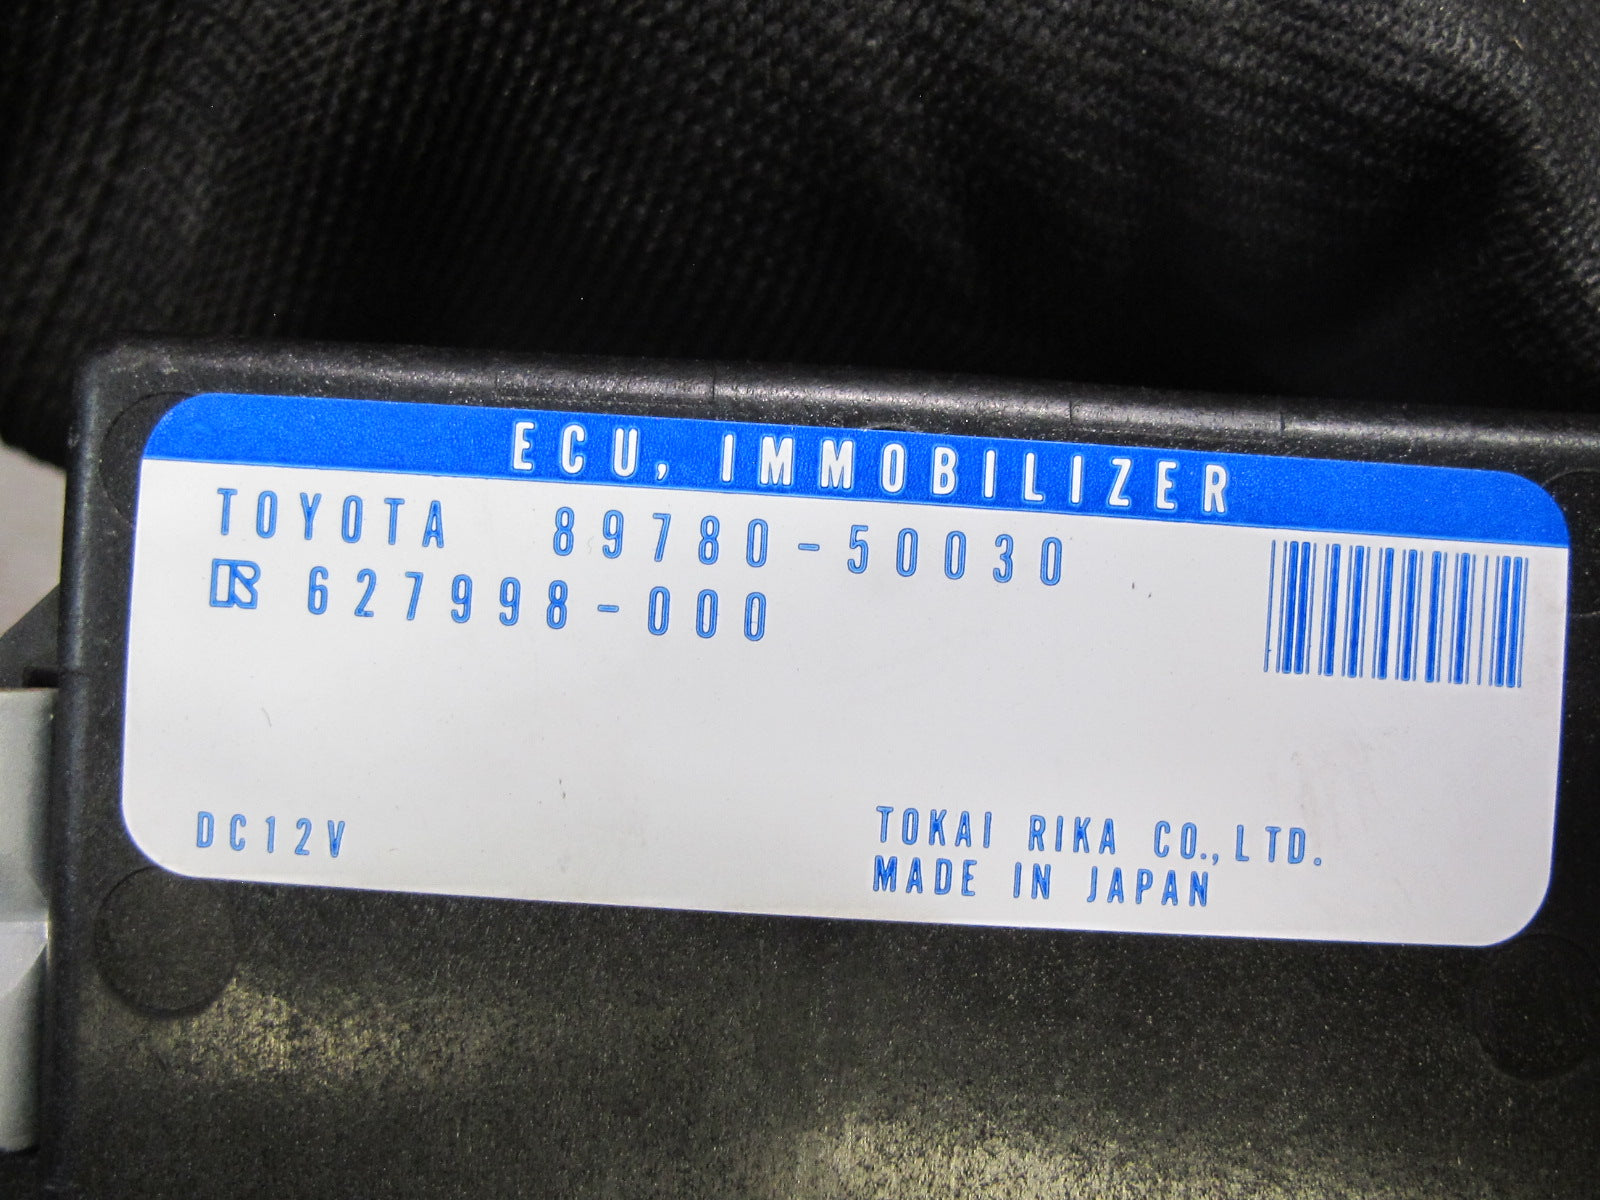 ECU, IMMOBILIZER
TOYOTA 89780-50030
627998-000
DC12V
TOKAI RIKA CO., LTD.
MADE IN JAPAN